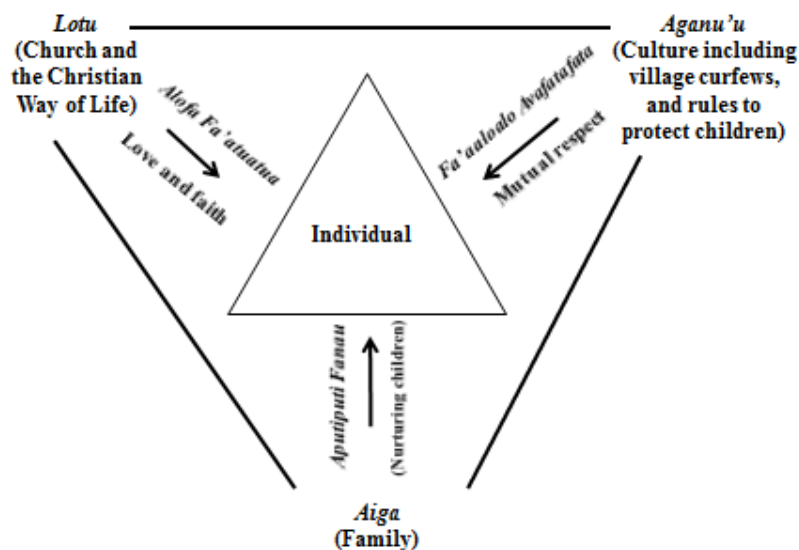 Lotu
(Church and
the Christian
Way of Life)
Aganu’u
(Culture including
village curfews,
and rules to
protect children)
Alofa Fa’atuatua
Love and faith
Fa’aaloalo Avafatafata
Mutual respect
Individual
Aputiputi Fanau
(Nurturing children)
Aiga
(Family)